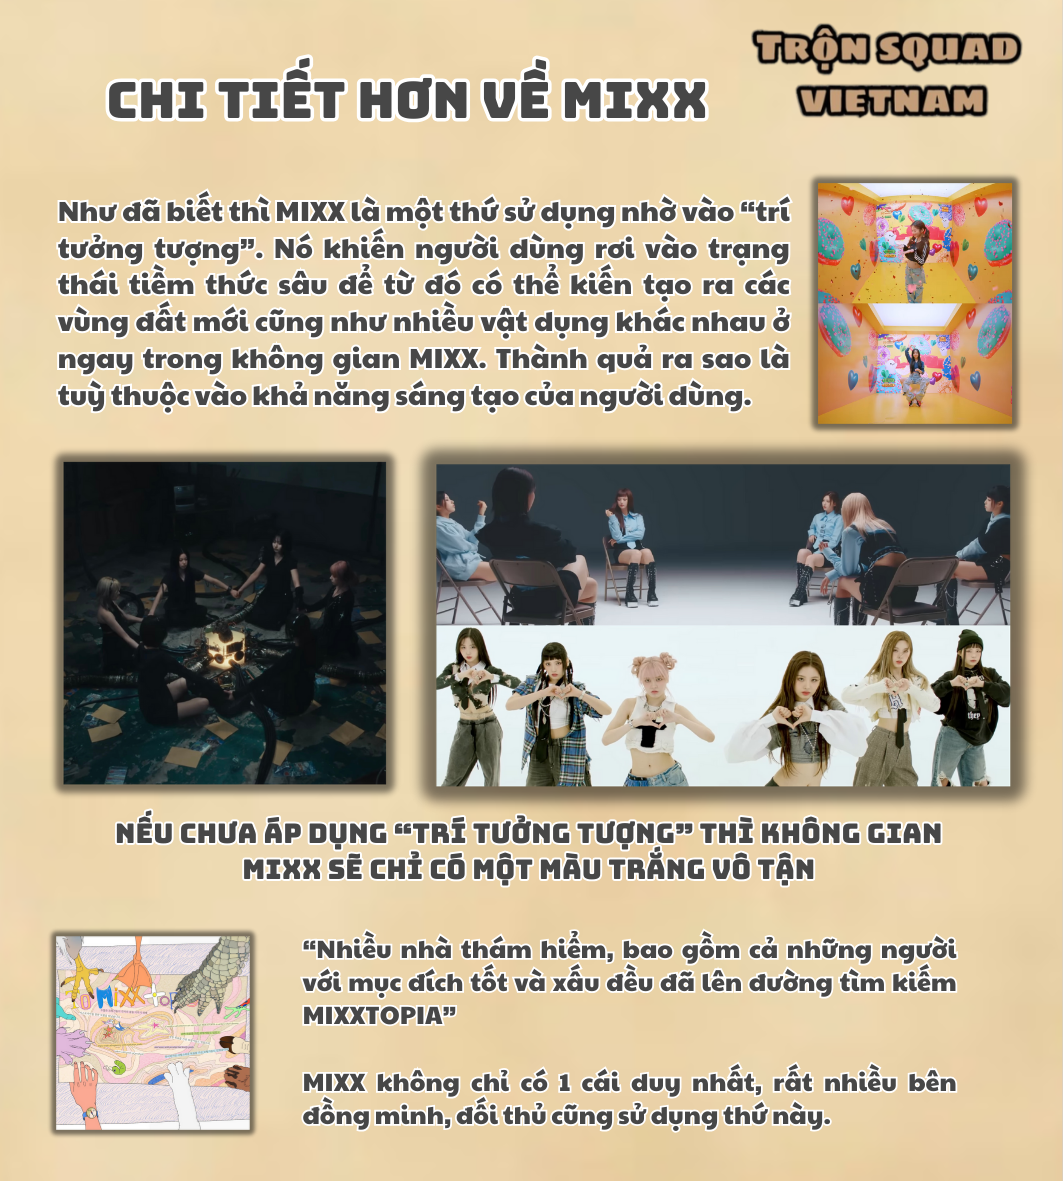 TRỘN SQUAD
VIETNAM
CHI TIẾT HƠN VỀ MIXX
Như đã biết thì MIXX là một thứ sử dụng nhờ vào “trí
tưởng tượng”. Nó khiến người dùng rơi vào trạng
thái tiềm thức sâu để từ đó có thể kiến tạo ra các
vùng đất mới cũng như nhiều vật dụng khác nhau ở
ngay trong không gian MIXX. Thành quả ra sao là
tuỳ thuộc vào khả năng sáng tạo của người dùng.
they
NẾU CHƯA ÁP DỤNG “TRÍ TƯỞNG TƯỢNG” THÌ KHÔNG GIAN
MIXX SẼ CHỈ CÓ MỘT MÀU TRẮNG VÔ TẬN
TO MIXXTOP
“Nhiều nhà thám hiểm, bao gồm cả những người
với mục đích tốt và xấu đều đã lên đường tìm kiếm
MIXXTOPIA”
MIXX không chỉ có 1 cái duy nhất, rất nhiều bên
đồng minh, đối thủ cũng sử dụng thứ này.